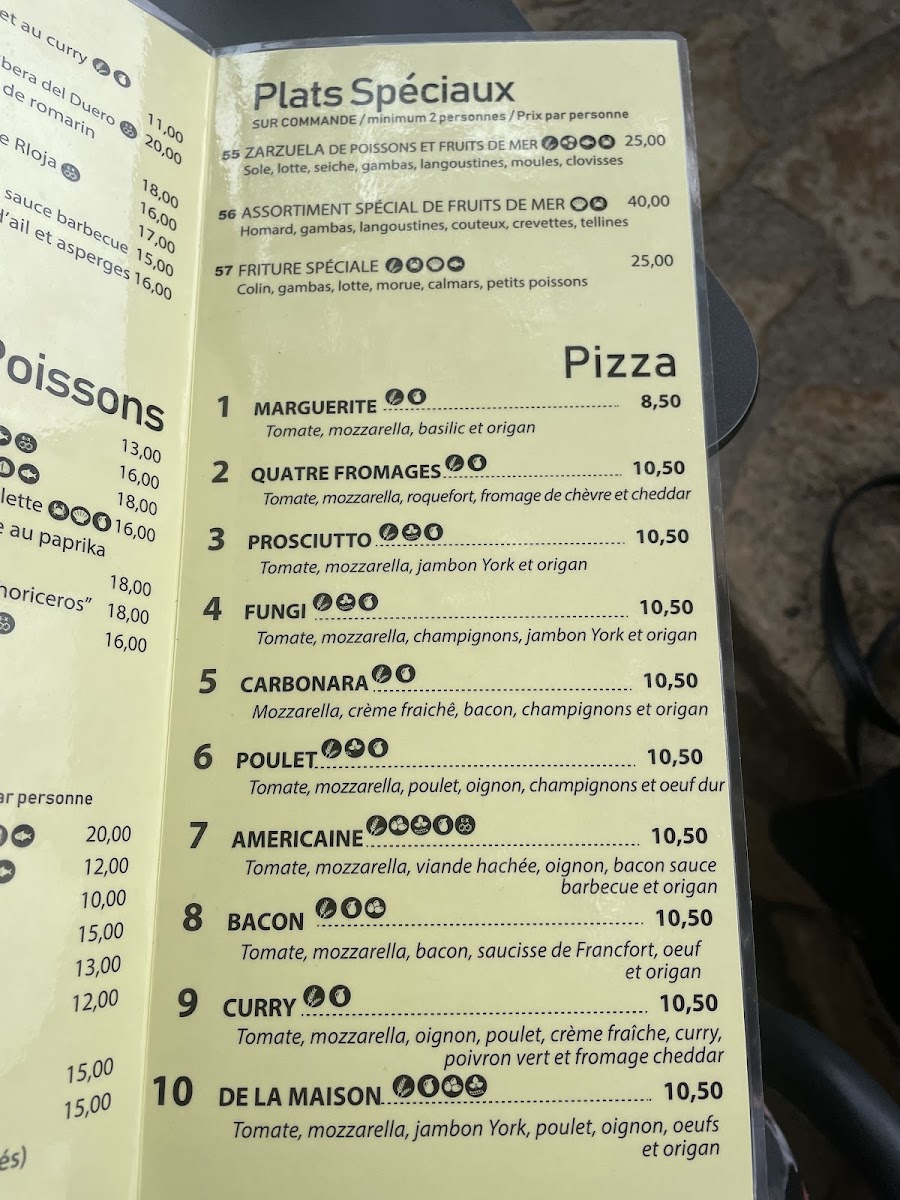 et au curry
11,00
bera del Duero 20,00
de romarin
e RIoja
18,00
16,00
17,00
sauce barbecue 15,00
d'ail et asperges 16,00
Poissons
13,00
16,00
18,00
lette 16,00
e au paprika
18,00
horiceros" 18,00
16,00
ar personne
20,00
12,00
10,00
15,00
13,00
12,00
15,00
15,00
és)
Plats Spéciaux
SUR COMMANDE / minimum 2 personnes / Prix par personne
55 ZARZUELA DE POISSONS ET FRUITS DE MER 25,00
Sole, lotte, seiche, gambas, langoustines, moules, clovisses
56 ASSORTIMENT SPÉCIAL DE FRUITS DE MER 40,00
Homard, gambas, langoustines, couteux, crevettes, tellines
57 FRITURE SPÉCIALE 25,00
Colin, gambas, lotte, morue, calmars, petits poissons
Pizza
1 MARGUERITE 8,50
Tomate, mozzarella, basilic et origan
2 QUATRE FROMAGES 10,50
Tomate, mozzarella, roquefort, fromage de chèvre et cheddar
3 PROSCIUTTO 10,50
Tomate, mozzarella, jambon York et origan
4 FUNGI 10,50
Tomate, mozzarella, champignons, jambon York et origan
5 CARBONARA 10,50
Mozzarella, crème fraichê, bacon, champignons et origan
6 POULET 10,50
Tomate, mozzarella, poulet, oignon, champignons et oeuf dur
7 AMERICAINE 10,50
Tomate, mozzarella, viande hachée, oignon, bacon sauce
barbecue et origan
8 BACON 10,50
Tomate, mozzarella, bacon, saucisse de Francfort, oeuf
et origan
9 CURRY 10,50
Tomate, mozzarella, oignon, poulet, crème fraîche, curry,
poivron vert et fromage cheddar
10 DE LA MAISON 10,50
Tomate, mozzarella, jambon York, poulet, oignon, oeufs
et origan